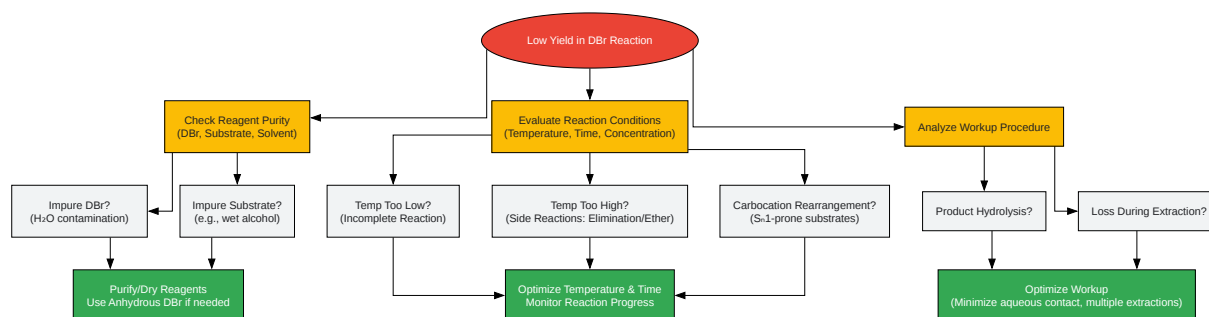 Low Yield in DBr Reaction
Check Reagent Purity
(DBr, Substrate, Solvent)
Evaluate Reaction Conditions
(Temperature, Time, Concentration)
Analyze Workup Procedure
Impure DBr?
(H₂O contamination)
Impure Substrate?
(e.g., wet alcohol)
Temp Too Low?
(Incomplete Reaction)
Temp Too High?
(Side Reactions: Elimination/Ether)
Carbocation Rearrangement?
(Sₙ1-prone substrates)
Product Hydrolysis?
Loss During Extraction?
Purify/Dry Reagents
Use Anhydrous DBr if needed
Optimize Temperature & Time
Monitor Reaction Progress
Optimize Workup
(Minimize aqueous contact, multiple extractions)